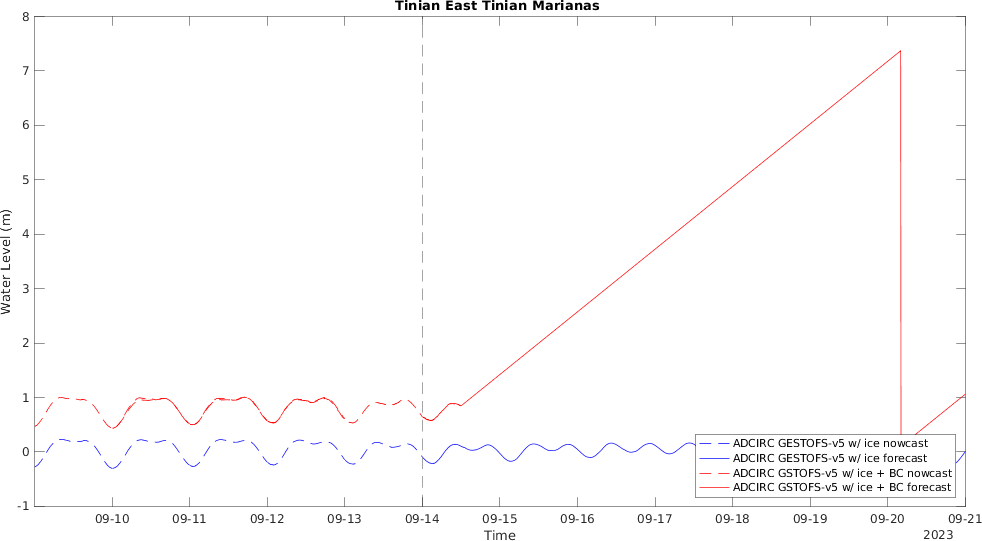 Tinian East Tinian Marianas
8
7
6
5
4
3
2
1
0
-1
Water Level (m)
ADCIRC GESTOFS-v5 w/ ice nowcast
ADCIRC GESTOFS-v5 w/ ice forecast
ADCIRC GSTOFS-v5 w/ ice + BC nowcast
ADCIRC GSTOFS-v5 w/ ice + BC forecast
09-10 09-11 09-12 09-13 09-14 09-15 09-16 09-17 09-18 09-19 09-20 09-21
Time
2023